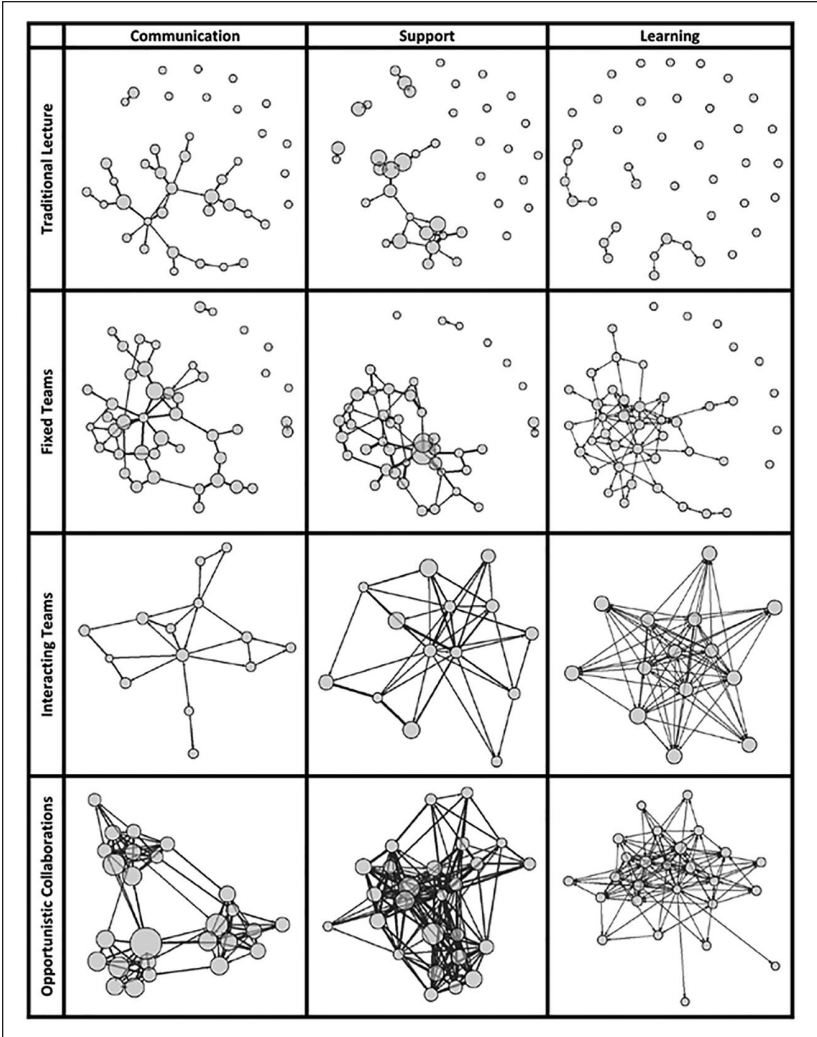 Communication
Support
Learning
Traditional Lecture
Fixed Teams
Interacting Teams
Opportunistic Collaborations